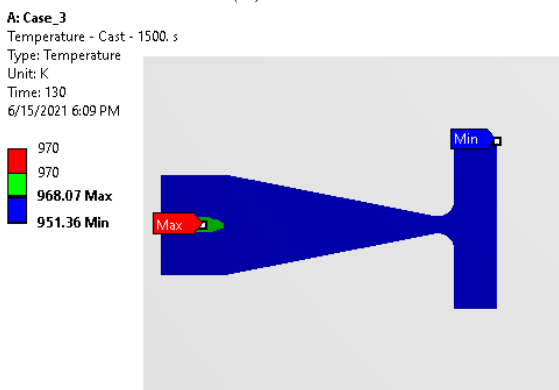 A: Case_3
Temperature - Cast - 1500. s
Type: Temperature
Unit: K
Time: 130
6/15/2021 6:09 PM
970
970
968.07 Max
951.36 Min
Min
Max